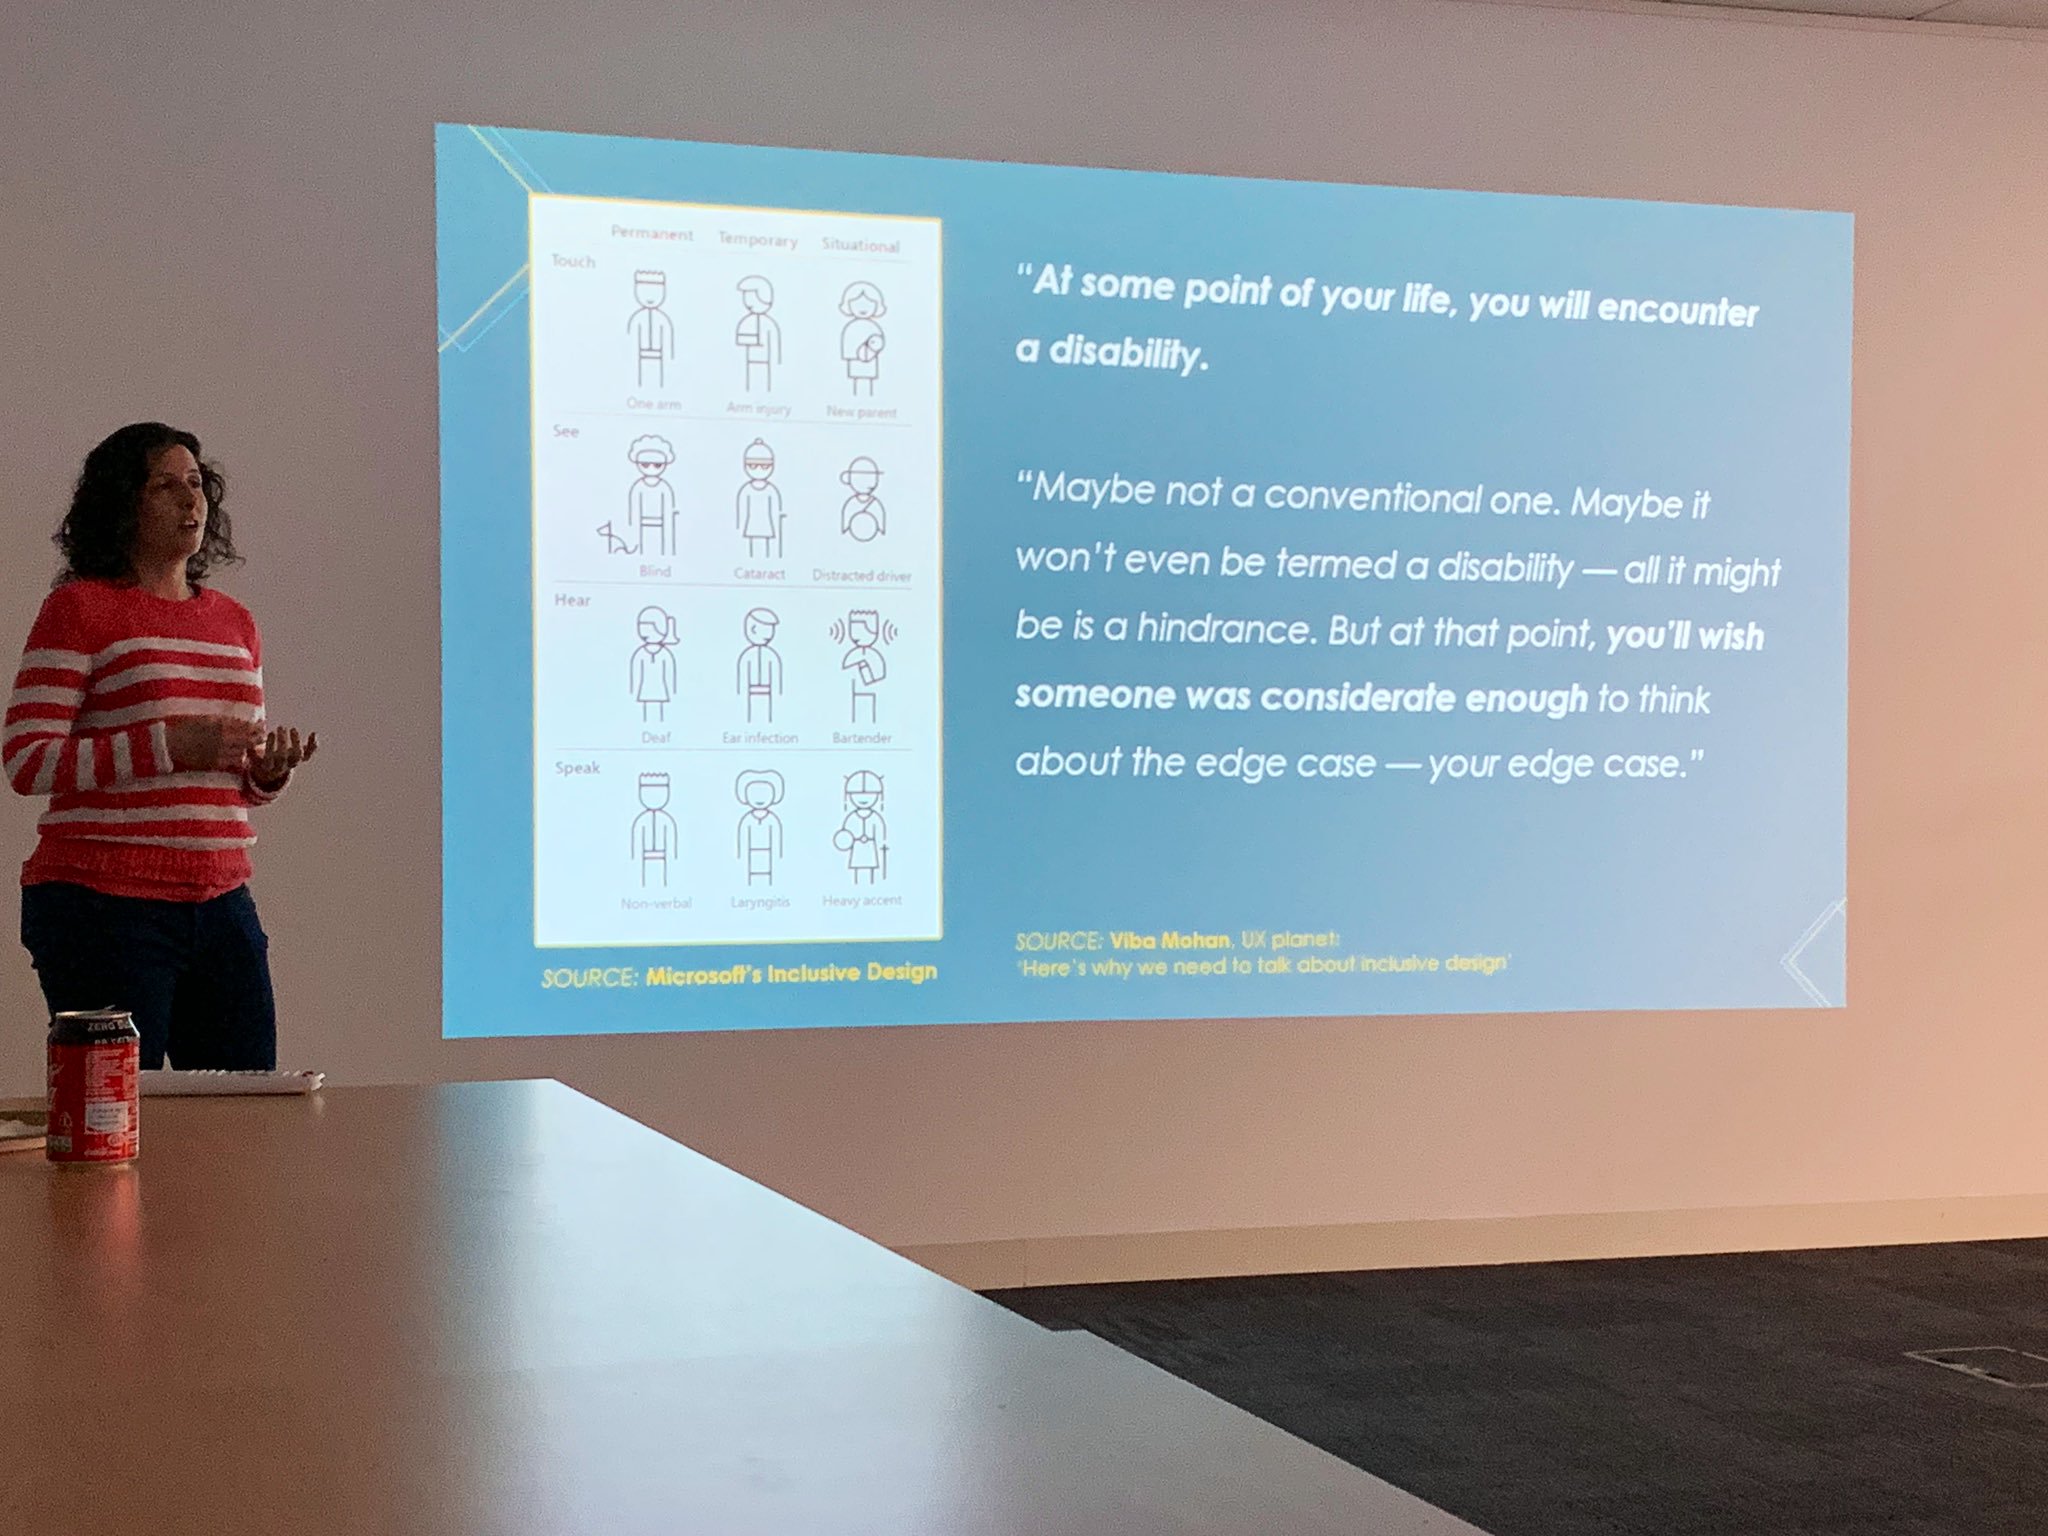 Permanent Temporary Situational
Touch
One arm Arm injury New parent
See
Blind Cataract Distracted driver
Hear
Deaf Ear infection Bartender
Speak
Non-verbal Laryngitis Heavy accent
SOURCE: Microsoft's Inclusive Design
“At some point of your life, you will encounter
a disability.
“Maybe not a conventional one. Maybe it
won't even be termed a disability — all it might
be is a hindrance. But at that point, you'll wish
someone was considerate enough to think
about the edge case — your edge case.”
SOURCE: Viba Mohan, UX planet:
'Here's why we need to talk about inclusive design'
ZERO